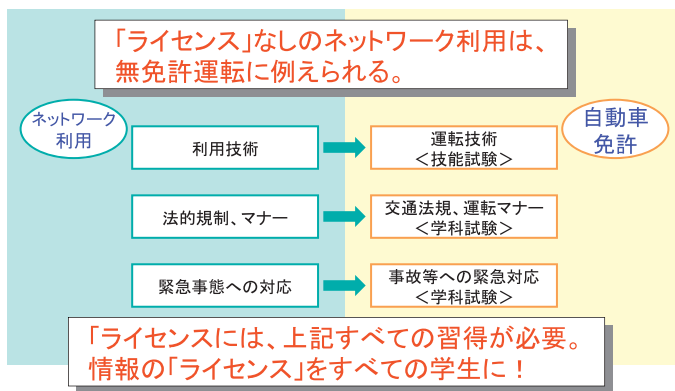 「ライセンス」なしのネットワーク利用は、
無免許運転に例えられる。
ネットワーク
利用
自動車
免許
利用技術
運転技術
＜技能試験＞
法的規制、マナー
交通法規、運転マナー
＜学科試験＞
緊急事態への対応
事故等への緊急対応
＜学科試験＞
「ライセンスには、上記すべての習得が必要。
情報の「ライセンス」をすべての学生に！